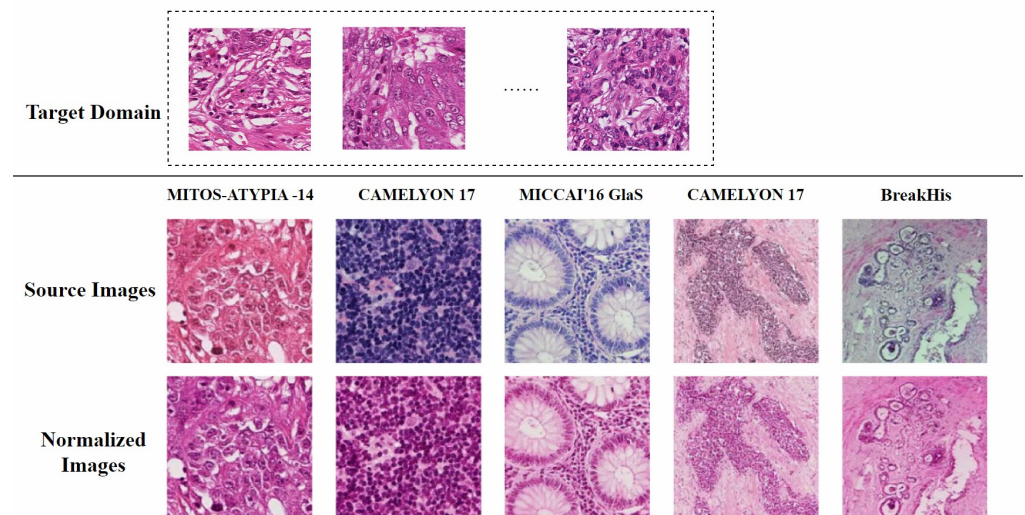 Target Domain
......
MITOS-ATYPIA -14
CAMELYON 17
MICCAI'16 GlaS
CAMELYON 17
BreakHis
Source Images
Normalized
Images